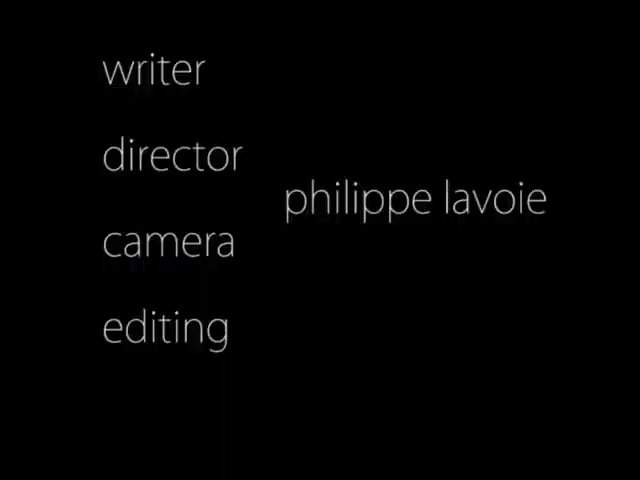 writer
director
philippe lavoie
camera
editing